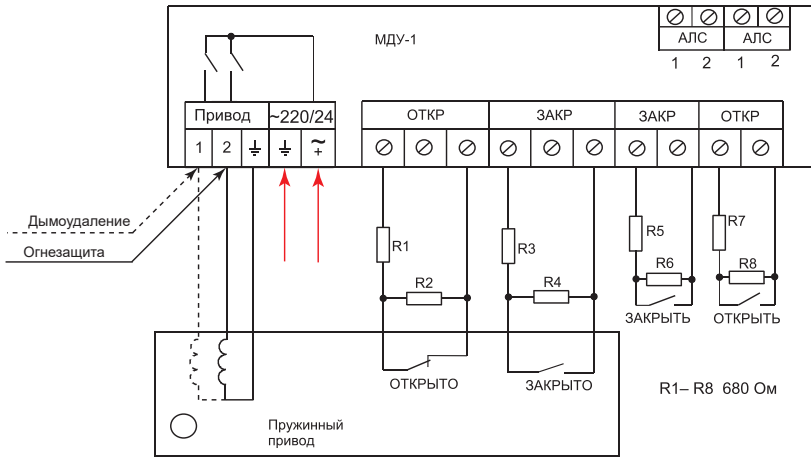 МДУ-1
АЛС АЛС
1 2 1 2
Привод ~220/24
ОТКР ЗАКР ЗАКР ОТКР
1 2 ~
+
Дымоудаление
Огнезащита
R1 R3 R5 R7
R2 R4 R6 R8
ЗАКРЫТЬ ОТКРЫТЬ
ОТКРЫТО ЗАКРЫТО
R1– R8 680 Ом
Пружинный
привод